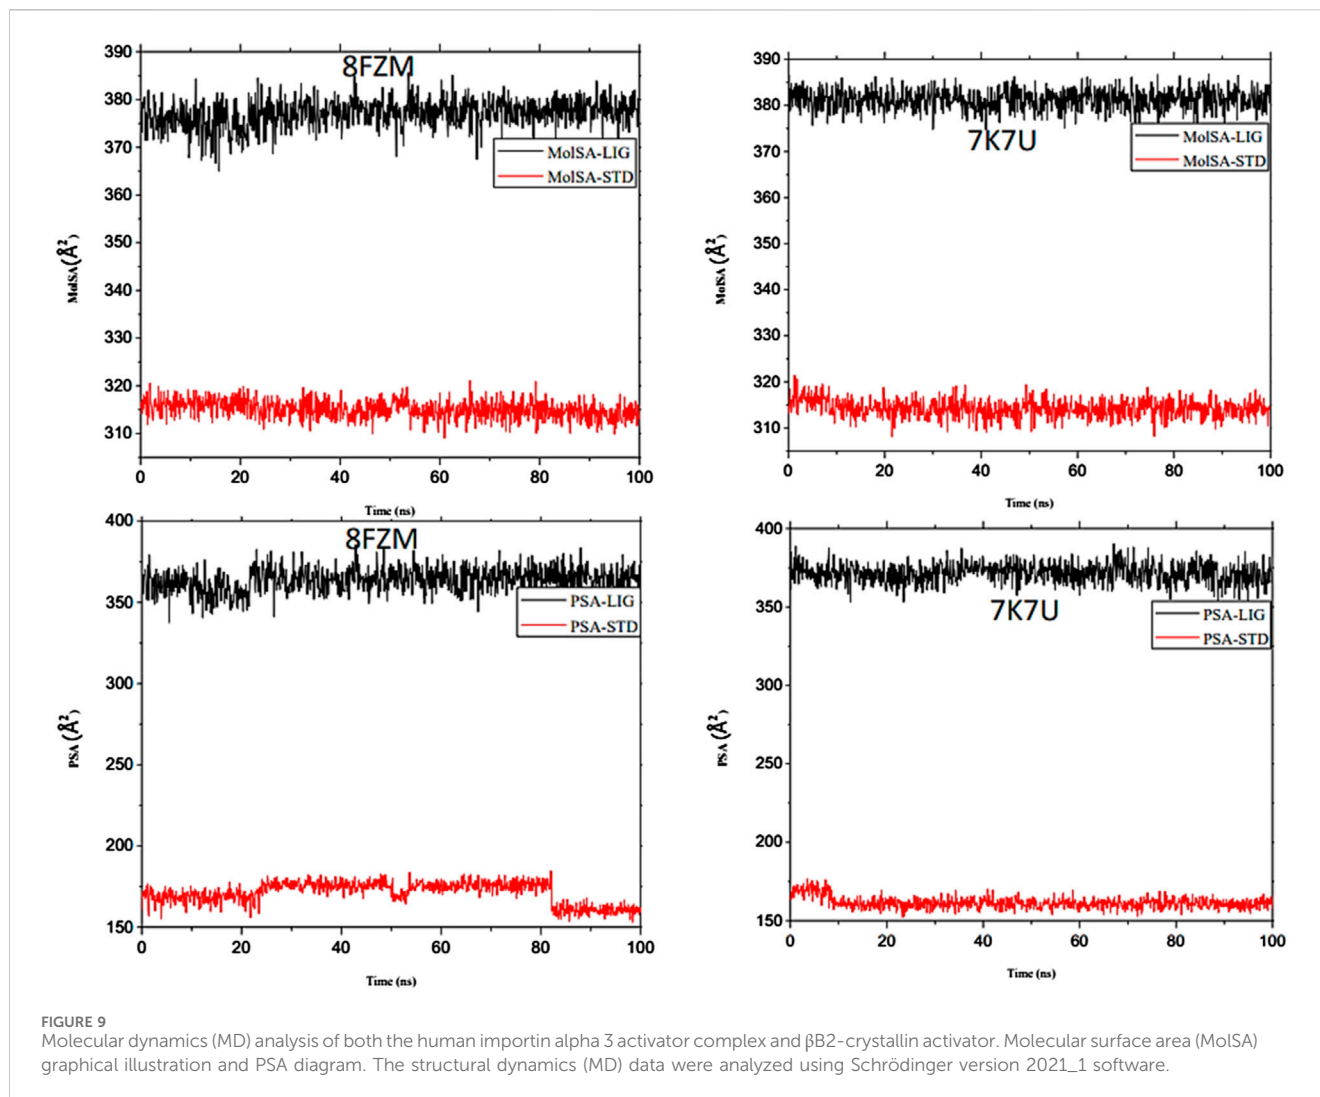 390
380
370
360
350
340
330
320
310
MolSA (Å²)
8FZM
MolSA-LIG
MolSA-STD
0
20
40
60
80
100
Time (ns)
390
380
370
360
350
340
330
320
310
MolSA (Å²)
7K7U
MolSA-LIG
MolSA-STD
0
20
40
60
80
100
Time (ns)
400
350
300
250
200
150
PSA (Å²)
8FZM
PSA-LIG
PSA-STD
0
20
40
60
80
100
Time (ns)
400
350
300
250
200
150
PSA (Å²)
7K7U
PSA-LIG
PSA-STD
0
20
40
60
80
100
Time (ns)
FIGURE 9
Molecular dynamics (MD) analysis of both the human importin alpha 3 activator complex and βB2-crystallin activator. Molecular surface area (MolSA)
graphical illustration and PSA diagram. The structural dynamics (MD) data were analyzed using Schrödinger version 2021_1 software.